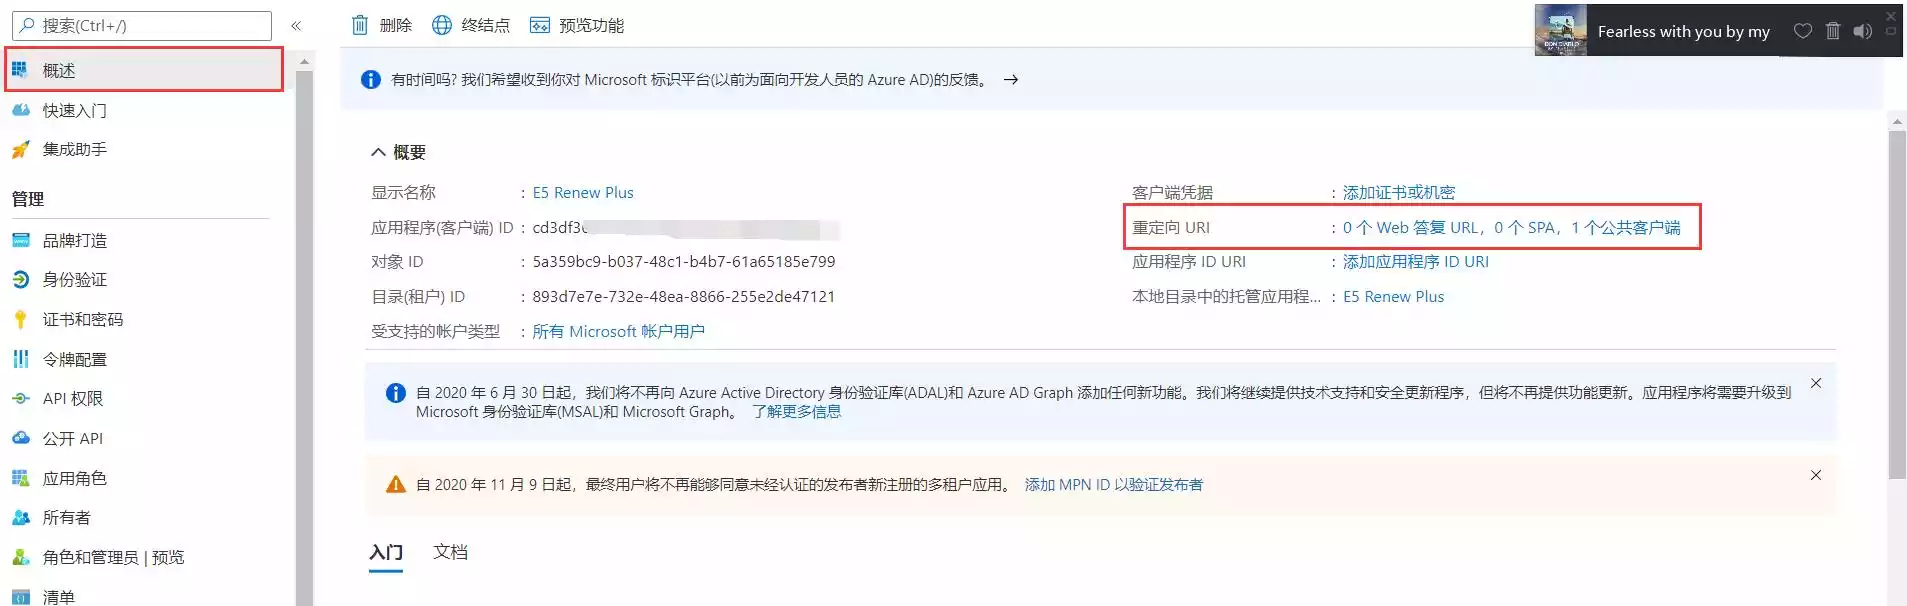 搜索(Ctrl+/)
«
删除
终结点
预览功能
Fearless with you by my
概述
快速入门
集成助手
管理
品牌打造
身份验证
证书和密码
令牌配置
API 权限
公开 API
应用角色
所有者
角色和管理员 | 预览
清单
有时间吗? 我们希望收到你对 Microsoft 标识平台(以前为面向开发人员的 Azure AD)的反馈。 →
概要
显示名称 : E5 Renew Plus
应用程序(客户端) ID : cd3df3
对象 ID : 5a359bc9-b037-48c1-b4b7-61a65185e799
目录(租户) ID : 893d7e7e-732e-48ea-8866-255e2de47121
受支持的帐户类型 : 所有 Microsoft 帐户用户
客户端凭据 : 添加证书或机密
重定向 URI : 0 个 Web 答复 URL，0 个 SPA，1 个公共客户端
应用程序 ID URI : 添加应用程序 ID URI
本地目录中的托管应用程... : E5 Renew Plus
自 2020 年 6 月 30 日起，我们将不再向 Azure Active Directory 身份验证库(ADAL)和 Azure AD Graph 添加任何新功能。我们将继续提供技术支持和安全更新程序，但将不再提供功能更新。应用程序将需要升级到
Microsoft 身份验证库(MSAL)和 Microsoft Graph。 了解更多信息
自 2020 年 11 月 9 日起，最终用户将不再能够同意未经认证的发布者新注册的多租户应用。 添加 MPN ID 以验证发布者
入门
文档